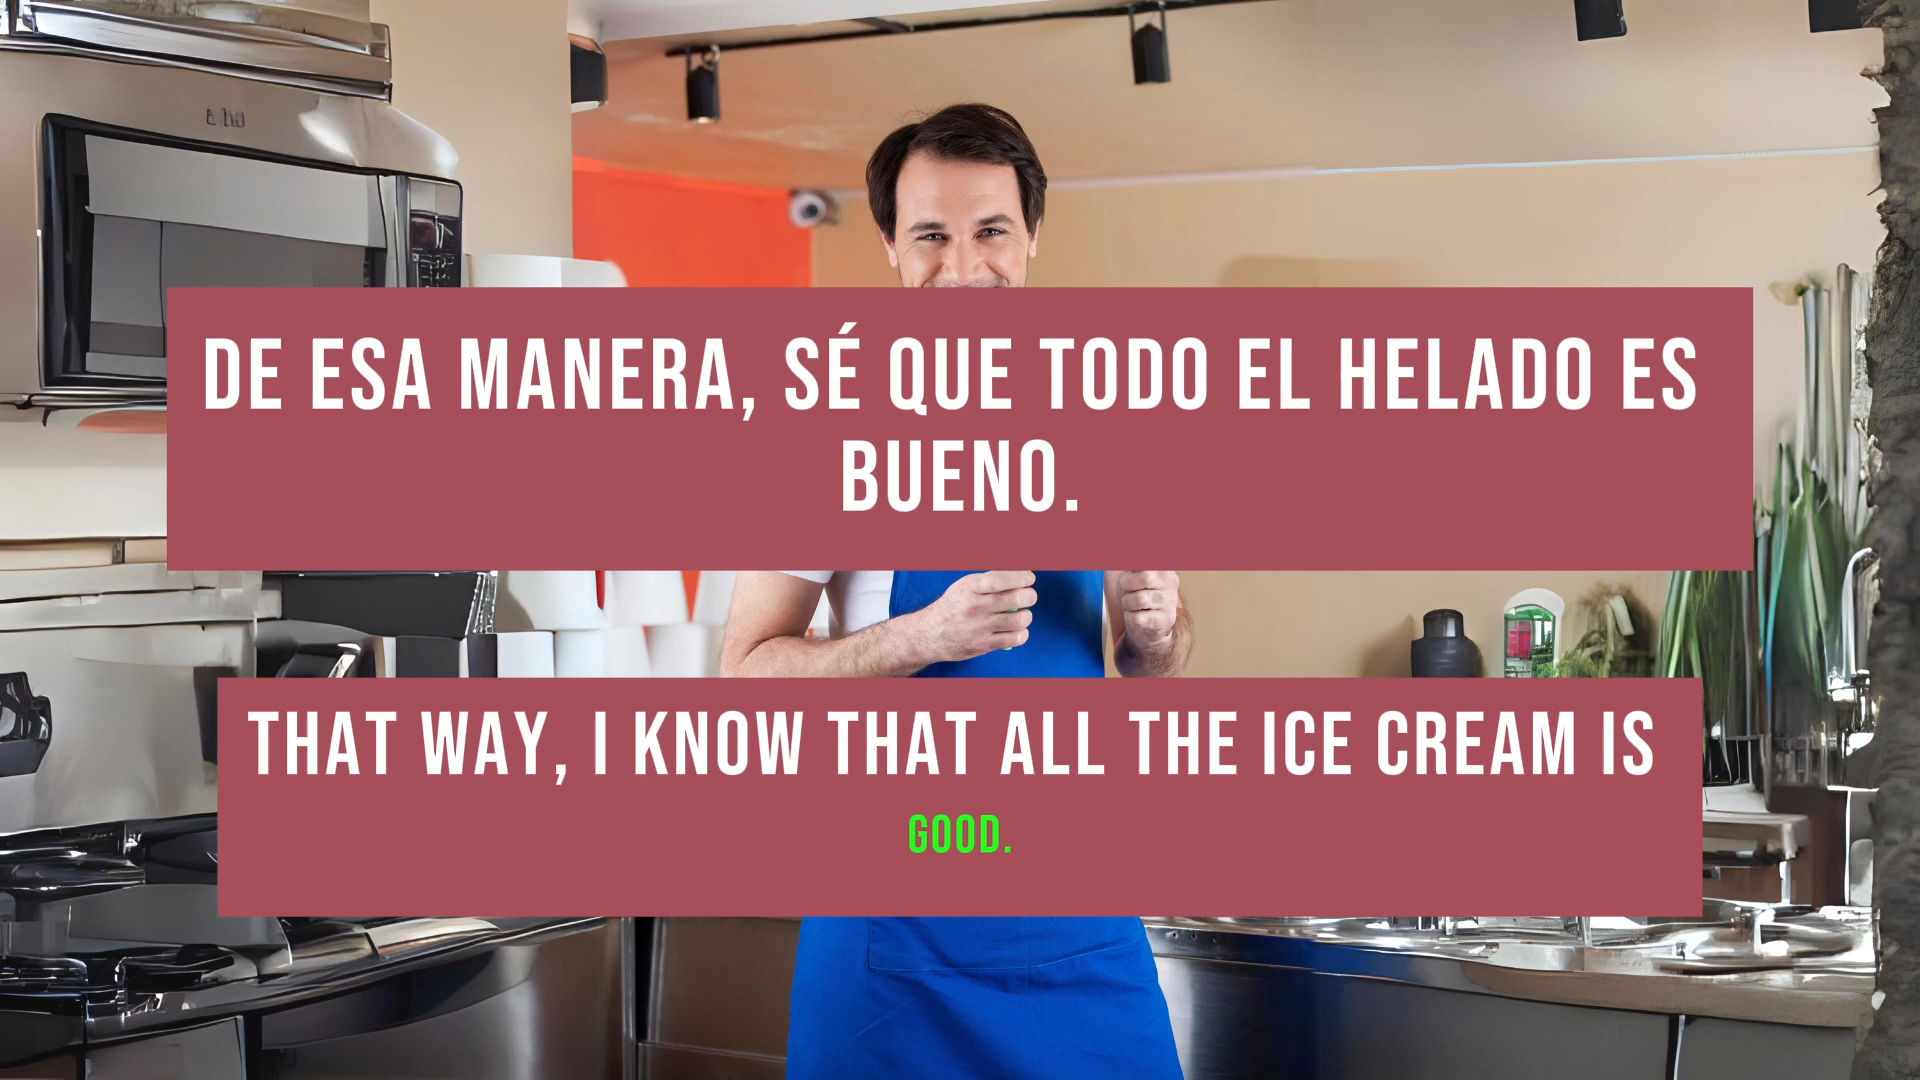 DE ESA MANERA, SÉ QUE TODO EL HELADO ES
BUENO.
THAT WAY, I KNOW THAT ALL THE ICE CREAM IS
GOOD.